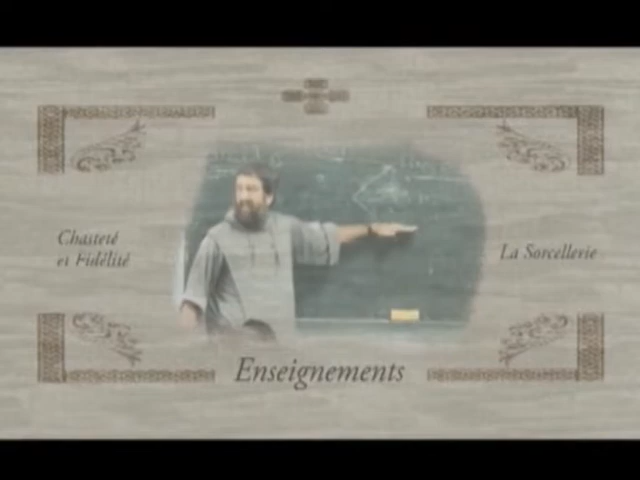 Chasteté
et Fidélité
La Sorcellerie
Enseignements